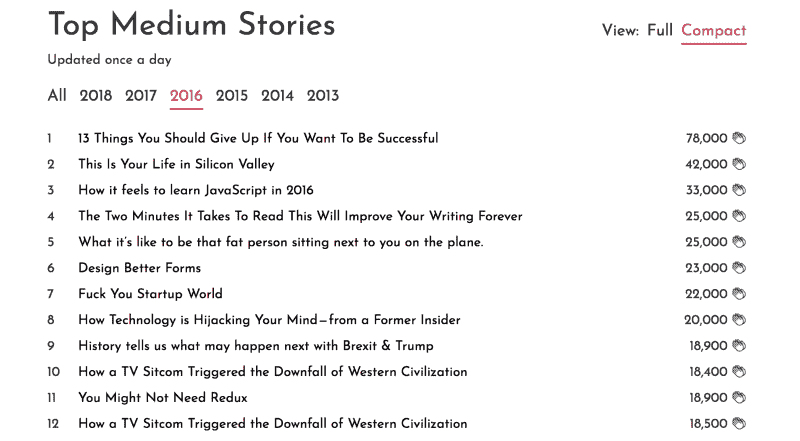 Top Medium Stories
View: Full Compact
Updated once a day
All 2018 2017 2016 2015 2014 2013
1 13 Things You Should Give Up If You Want To Be Successful 78,000
2 This Is Your Life in Silicon Valley 42,000
3 How it feels to learn JavaScript in 2016 33,000
4 The Two Minutes It Takes To Read This Will Improve Your Writing Forever 25,000
5 What it's like to be that fat person sitting next to you on the plane. 25,000
6 Design Better Forms 23,000
7 Fuck You Startup World 22,000
8 How Technology is Hijacking Your Mind—from a Former Insider 20,000
9 History tells us what may happen next with Brexit & Trump 18,900
10 How a TV Sitcom Triggered the Downfall of Western Civilization 18,400
11 You Might Not Need Redux 18,900
12 How a TV Sitcom Triggered the Downfall of Western Civilization 18,500